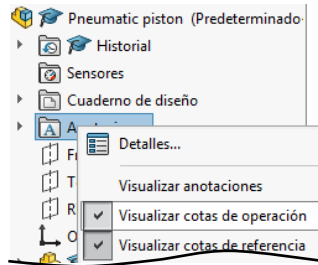 Pneumatic piston (Predeterminado
Historial
Sensores
Cuaderno de diseño
A
Detalles...
Visualizar anotaciones
Visualizar cotas de operación
Visualizar cotas de referencia